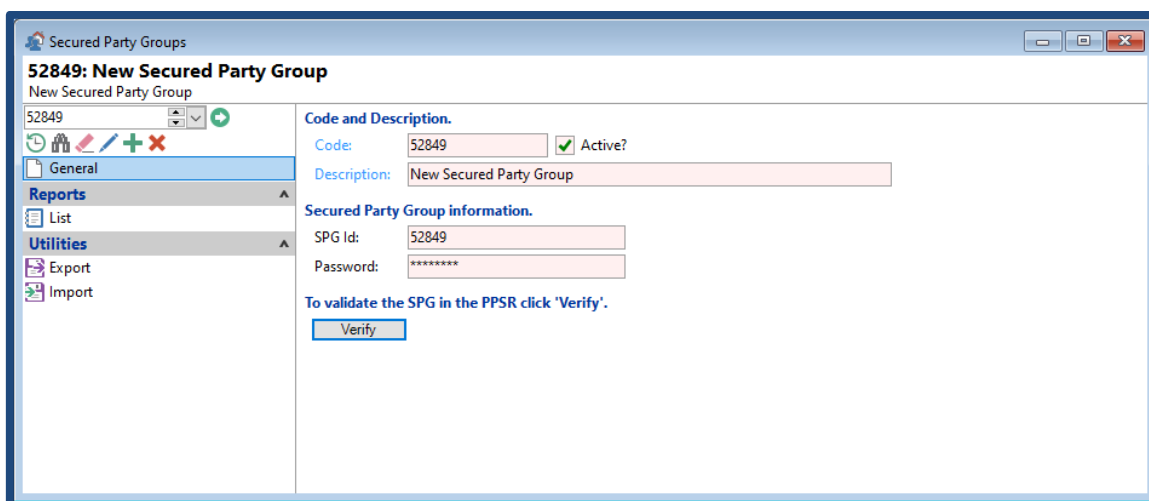 Secured Party Groups
52849: New Secured Party Group
New Secured Party Group
52849
General
Reports
List
Utilities
Export
Import
Code and Description.
Code: 52849 Active?
Description: New Secured Party Group
Secured Party Group information.
SPG Id: 52849
Password: ********
To validate the SPG in the PPSR click 'Verify'.
Verify